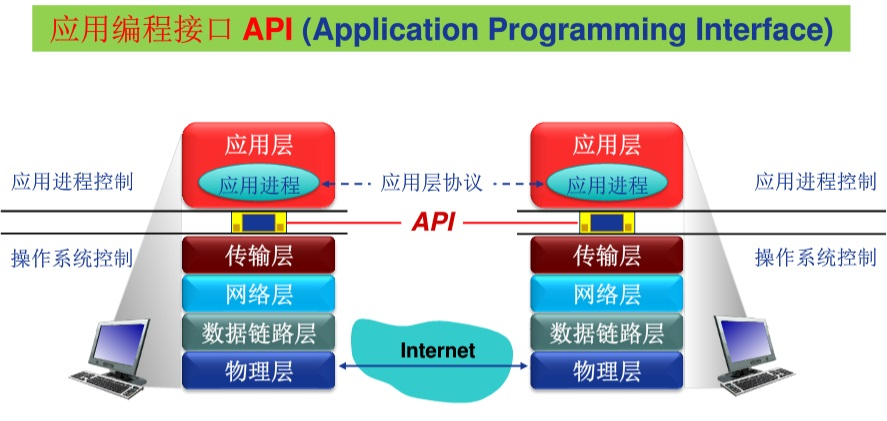 应用编程接口 API (Application Programming Interface)
应用层
应用层
应用进程控制
应用进程
应用层协议
应用进程
应用进程控制
API
操作系统控制
传输层
传输层
操作系统控制
网络层
网络层
数据链路层
Internet
数据链路层
物理层
物理层